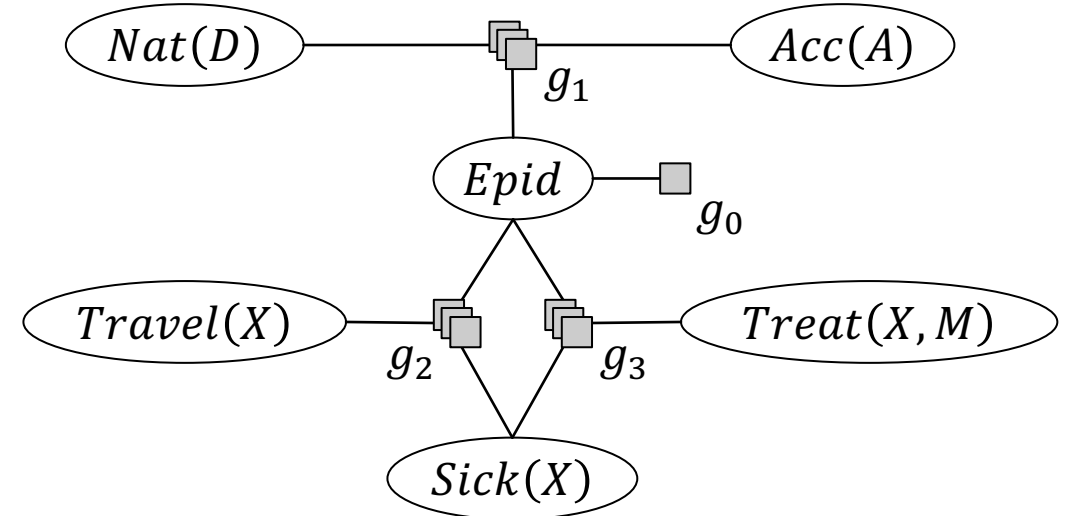 Nat(D)
Acc(A)
g₁
Epid
g₀
Travel(X)
Treat(X, M)
g₂
g₃
Sick(X)